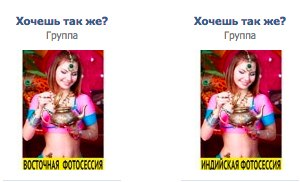 Хочешь так же?
Группа
ВОСТОЧНАЯ ФОТОСЕССИЯ
Хочешь так же?
Группа
ИНДИЙСКАЯ ФОТОСЕССИЯ